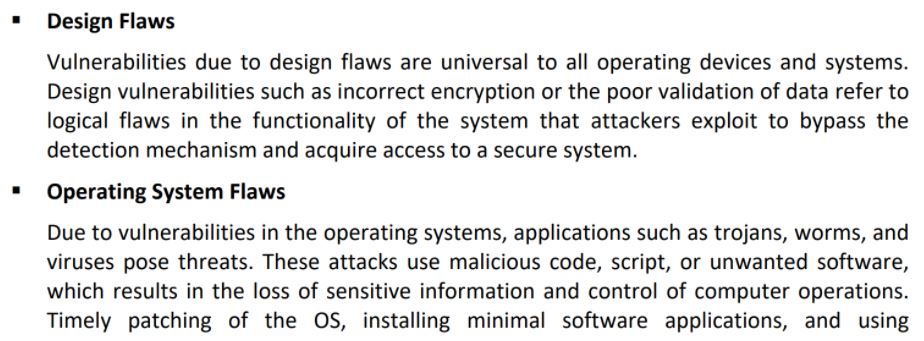 ▪ Design Flaws
Vulnerabilities due to design flaws are universal to all operating devices and systems.
Design vulnerabilities such as incorrect encryption or the poor validation of data refer to
logical flaws in the functionality of the system that attackers exploit to bypass the
detection mechanism and acquire access to a secure system.
▪ Operating System Flaws
Due to vulnerabilities in the operating systems, applications such as trojans, worms, and
viruses pose threats. These attacks use malicious code, script, or unwanted software,
which results in the loss of sensitive information and control of computer operations.
Timely patching of the OS, installing minimal software applications, and using